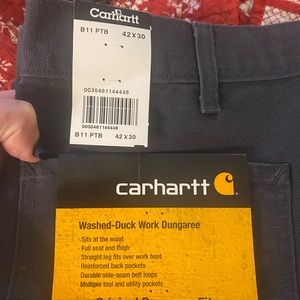 Carhartt
B11 PTB 42X30
0035481144448
0035481144448
B11 PTB 42 X 30
carhartt
Washed-Duck Work Dungaree
- Sits at the waist
- Full seat and thigh
- Straight leg fits over work boot
- Reinforced back pockets
- Durable side-seam belt loops
- Multiple tool and utility pockets